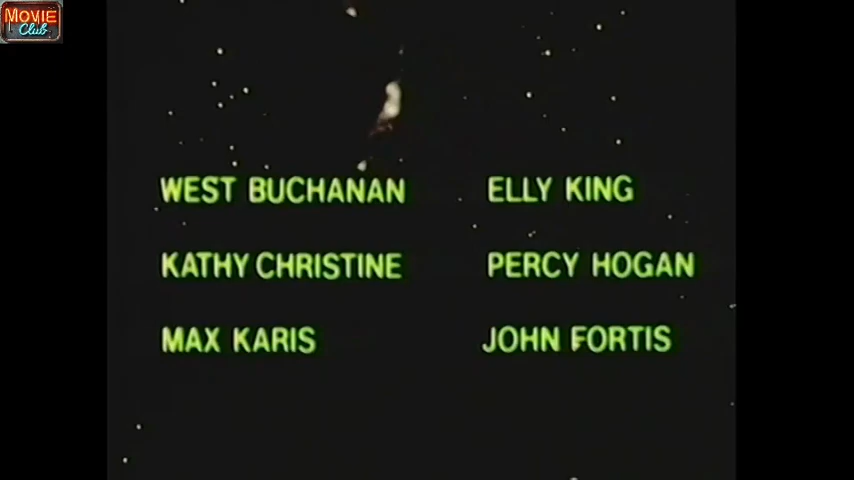 MOVIE
Club
WEST BUCHANAN
ELLY KING
KATHY CHRISTINE
PERCY HOGAN
MAX KARIS
JOHN FORTIS